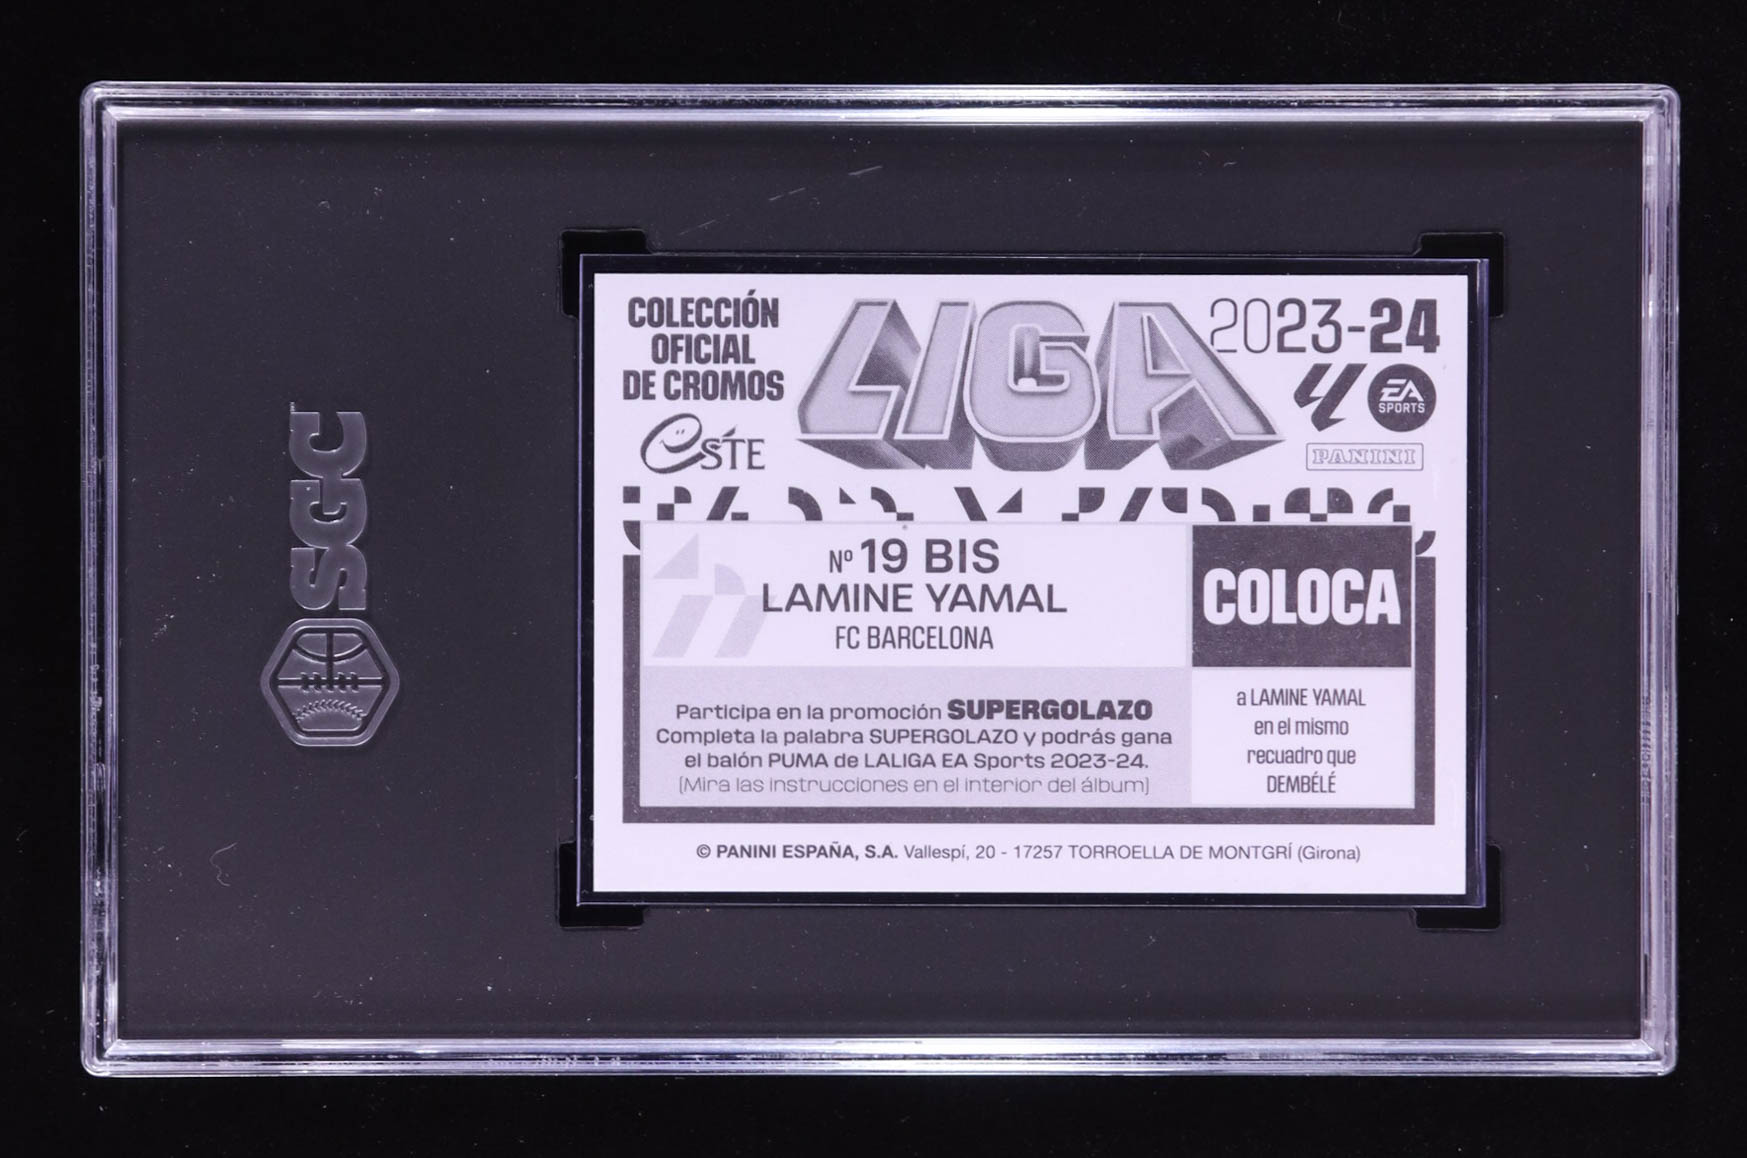 SGC
COLECCIÓN
OFICIAL
DE CROMOS
este
LIGA
2023-24
EA
SPORTS
PANINI
Nº 19 BIS
LAMINE YAMAL
FC BARCELONA
COLOCA
a LAMINE YAMAL
en el mismo
recuadro que
DEMBÉLÉ
Participa en la promoción SUPERGOLAZO
Completa la palabra SUPERGOLAZO y podrás gana
el balón PUMA de LALIGA EA Sports 2023-24.
(Mira las instrucciones en el interior del álbum)
© PANINI ESPAÑA, S.A. Vallespí, 20 - 17257 TORROELLA DE MONTGRÍ (Girona)